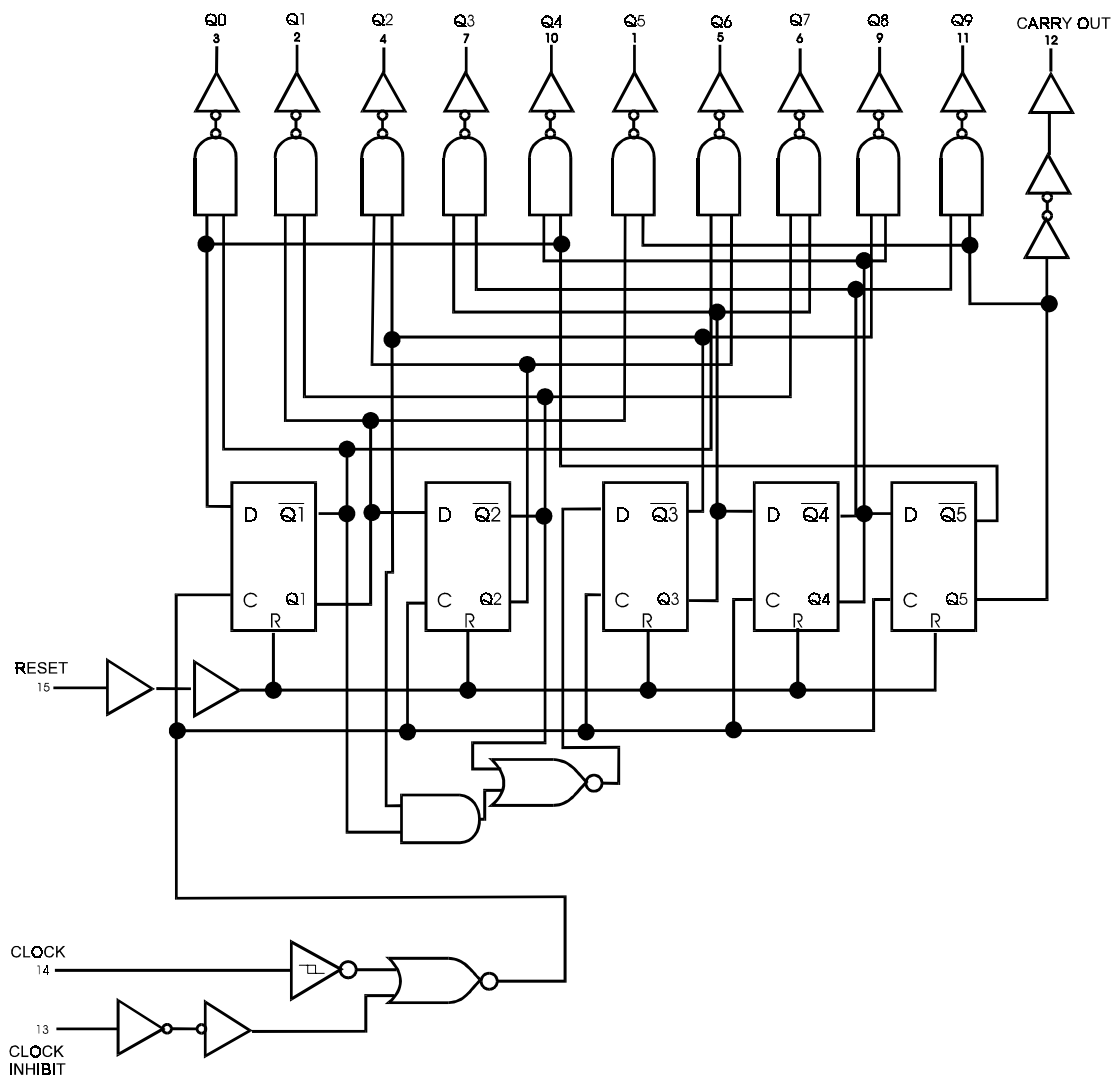 Q0 Q1 Q2 Q3 Q4 Q5 Q6 Q7 Q8 Q9 CARRY OUT
3 2 4 7 10 1 5 6 9 11 12
D Q1 D Q2 D Q3 D Q4 D Q5
C Q1 C Q2 C Q3 C Q4 C Q5
R R R R R
RESET
15
CLOCK
14
13
CLOCK
INHIBIT